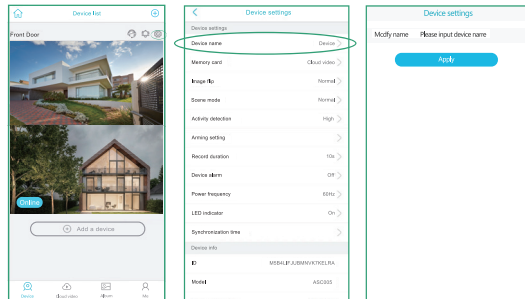 Device list
Front Door
Online
Add a device
Device
Cloud video
Album
Me
Device settings
Device settings
Device name Device
Memory card Cloud video
Image flip Normal
Scene mode Normal
Activity detection High
Arming setting
Record duration 10s
Device alarm Off
Power frequency 60Hz
LED indicator On
Synchronization time
Device info
ID
Model ASC005
Device settings
Modify name Please input device name
Apply